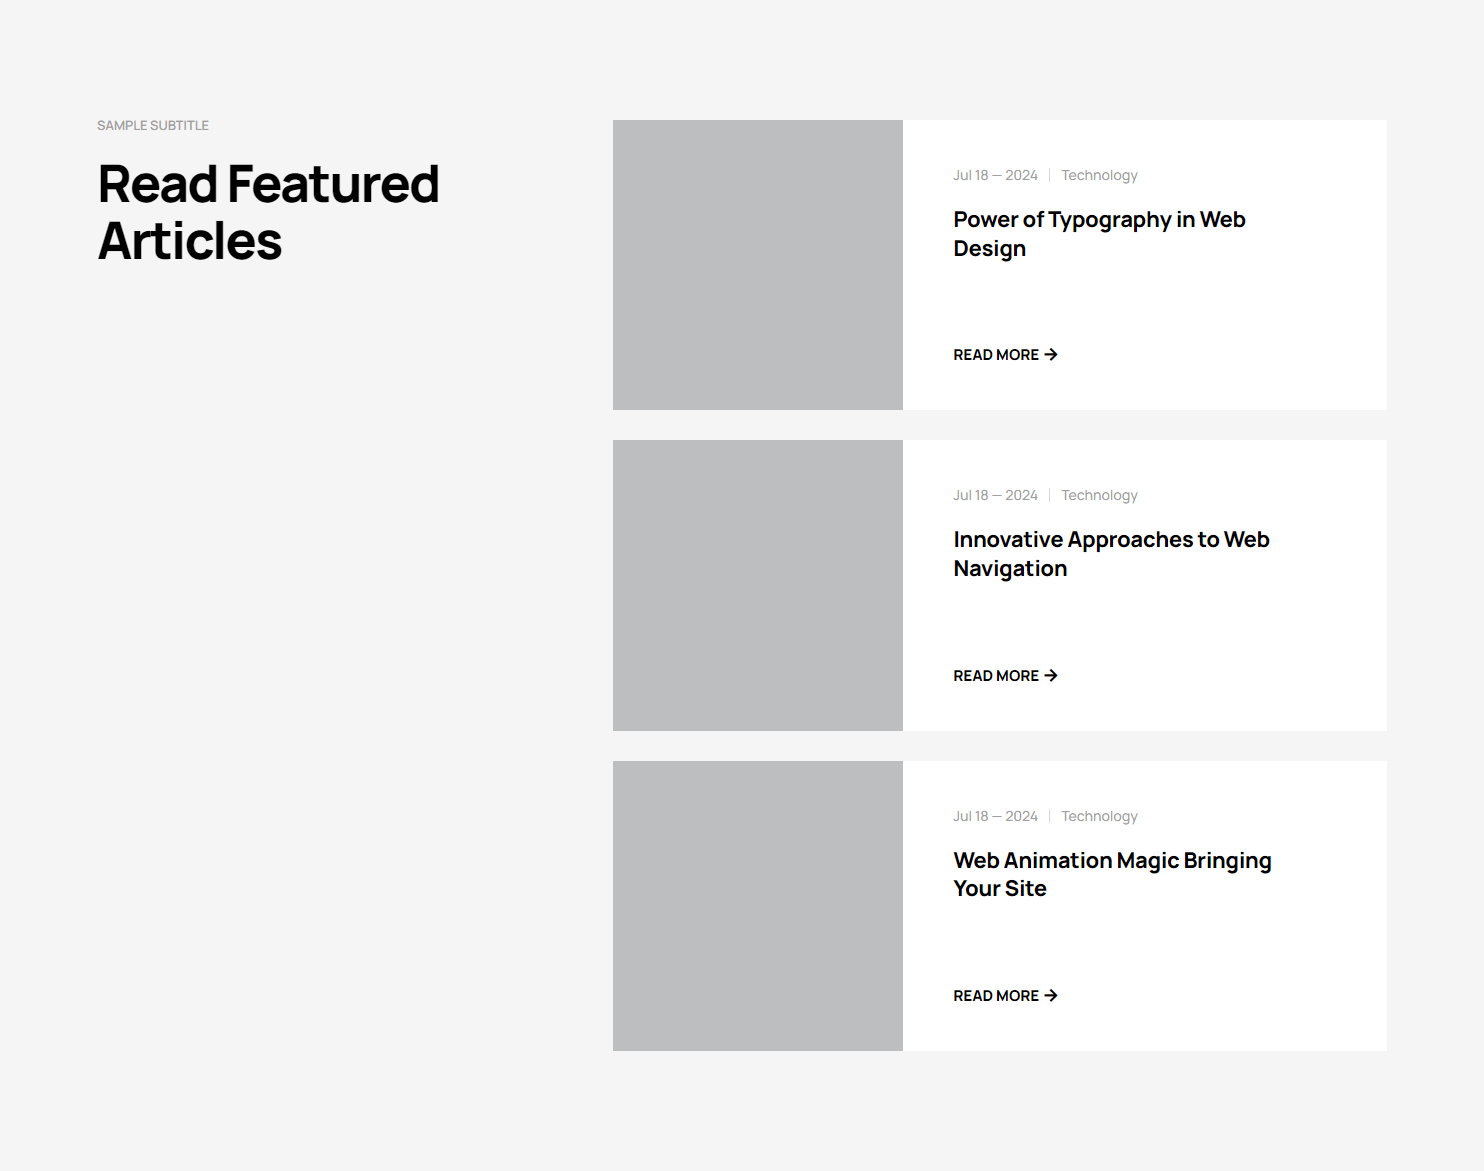 SAMPLE SUBTITLE
Read Featured
Articles
Jul 18 — 2024 | Technology
Power of Typography in Web
Design
READ MORE →
Jul 18 — 2024 | Technology
Innovative Approaches to Web
Navigation
READ MORE →
Jul 18 — 2024 | Technology
Web Animation Magic Bringing
Your Site
READ MORE →